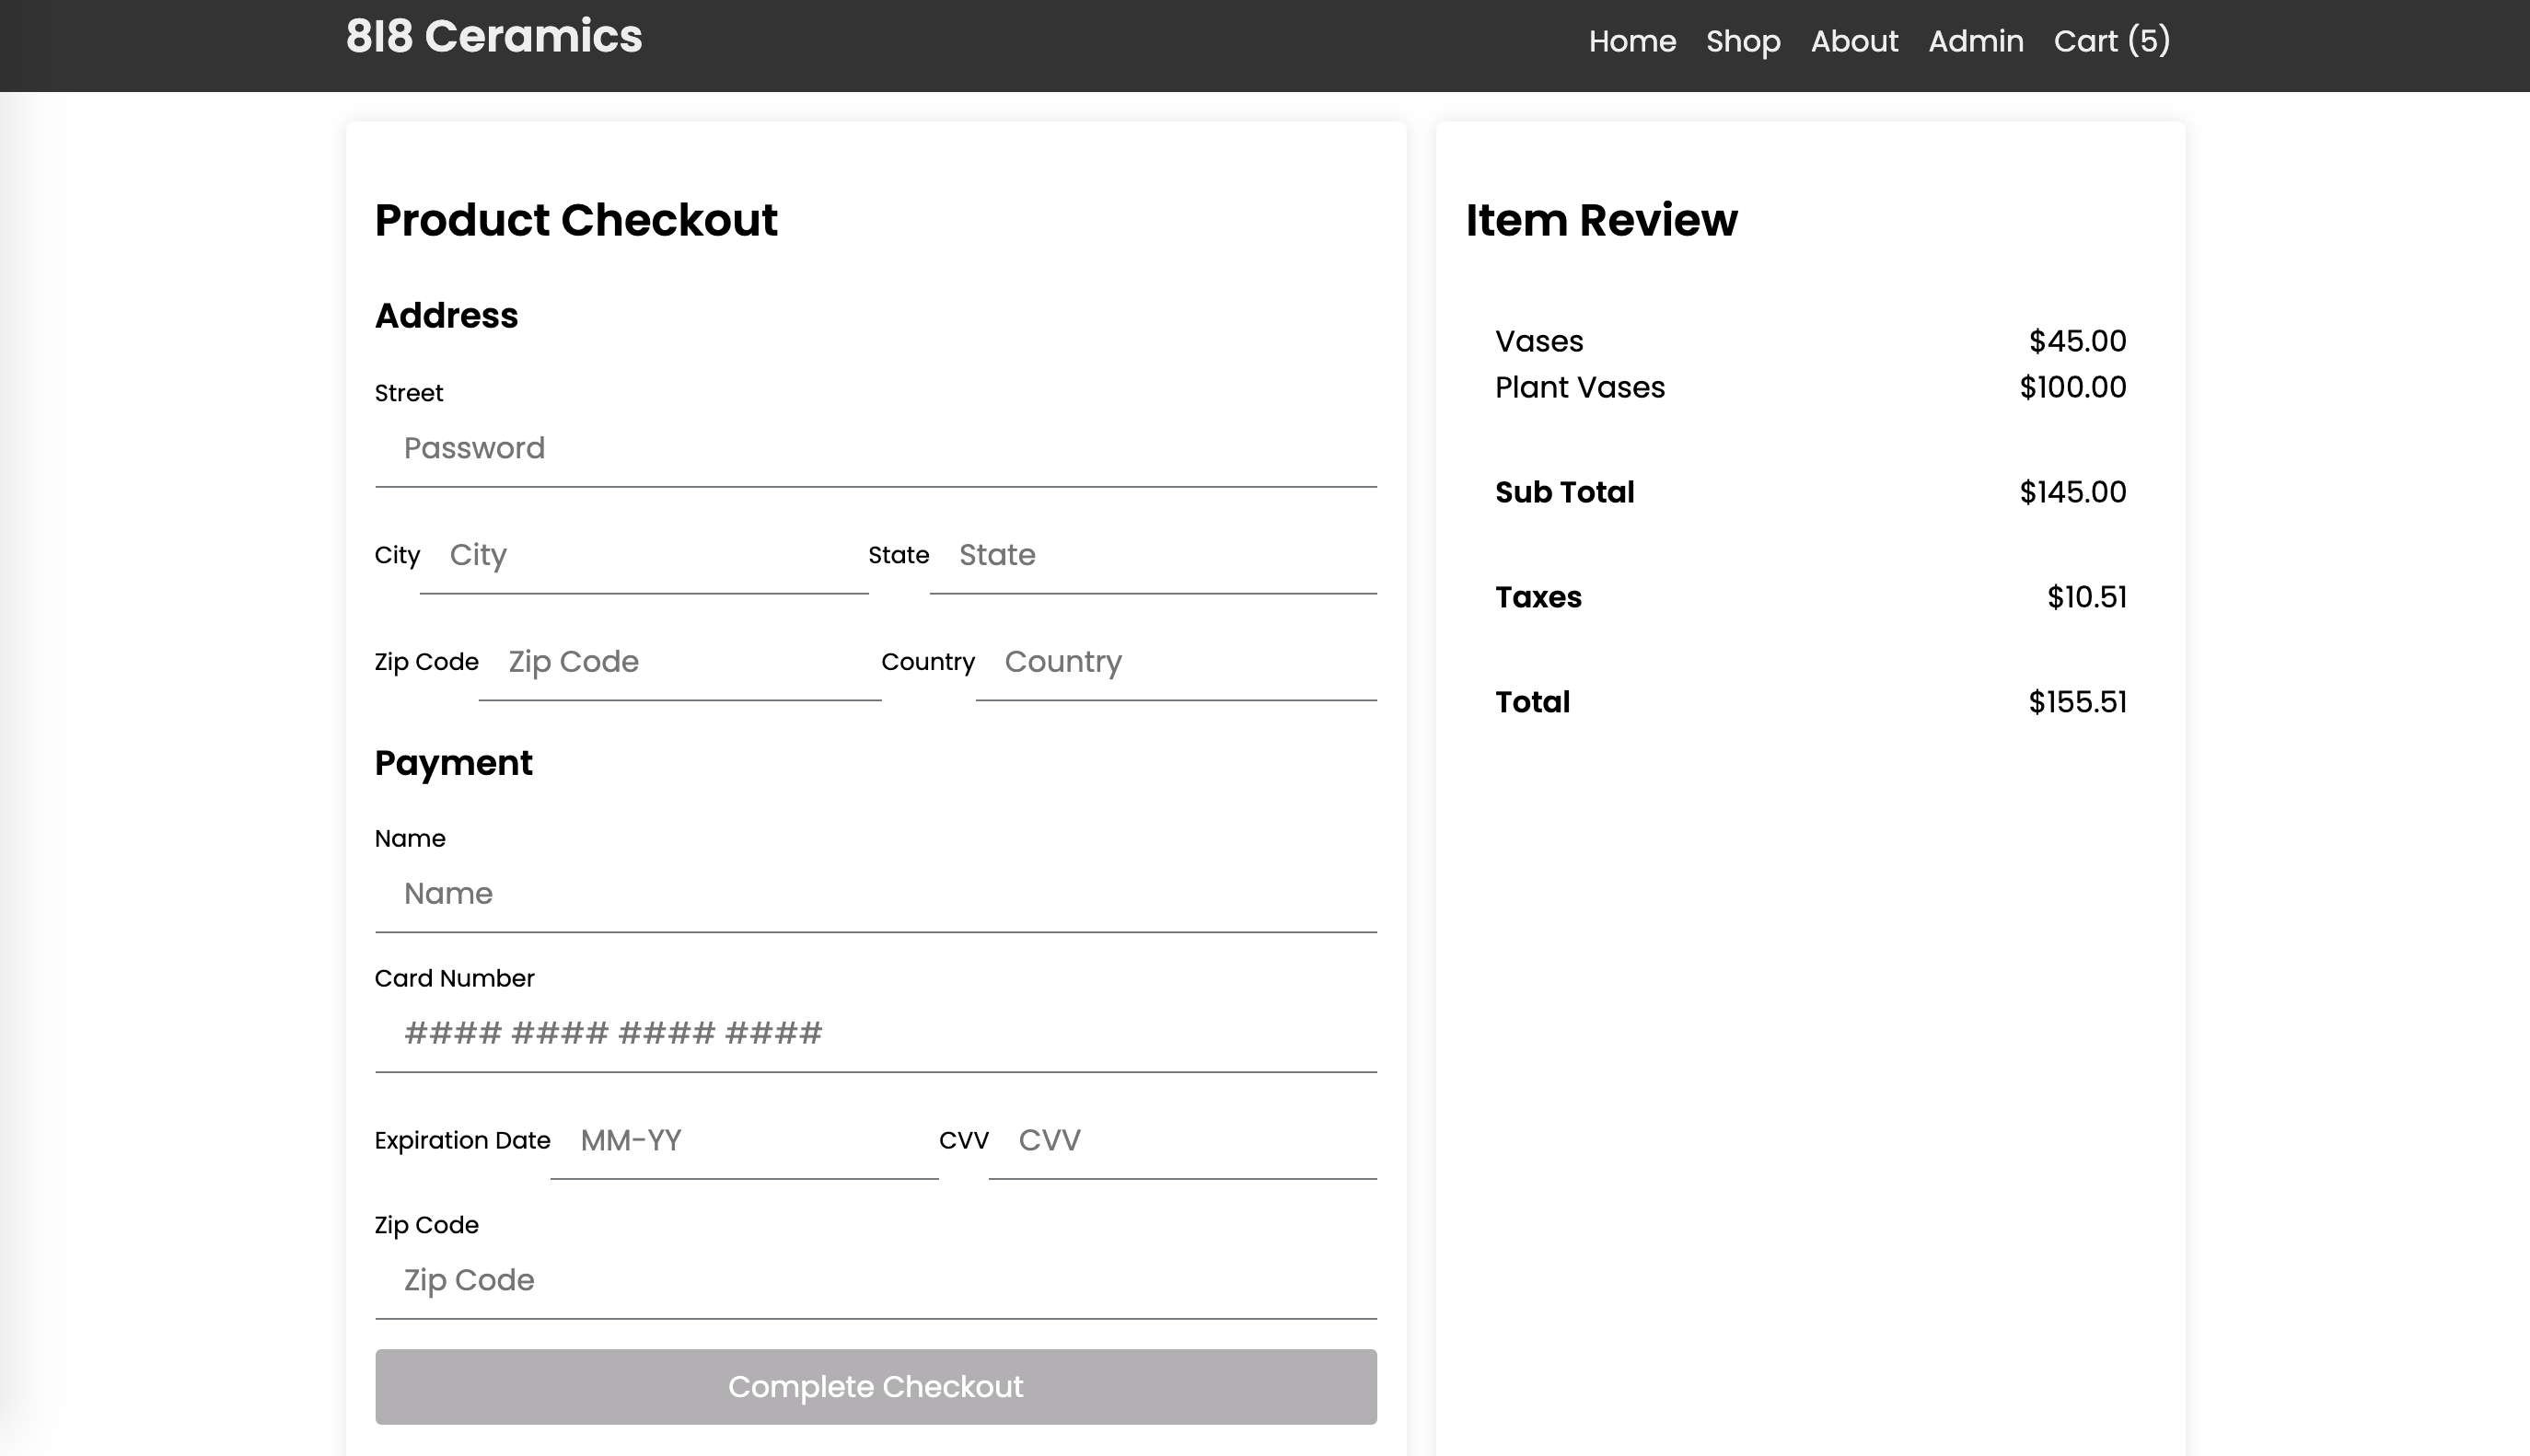 818 Ceramics
Home Shop About Admin Cart (5)
Product Checkout
Address
Street
Password
City City State State
Zip Code Zip Code Country Country
Payment
Name
Name
Card Number
#### #### #### ####
Expiration Date MM-YY CVV CVV
Zip Code
Zip Code
Complete Checkout
Item Review
Vases $45.00
Plant Vases $100.00
Sub Total $145.00
Taxes $10.51
Total $155.51